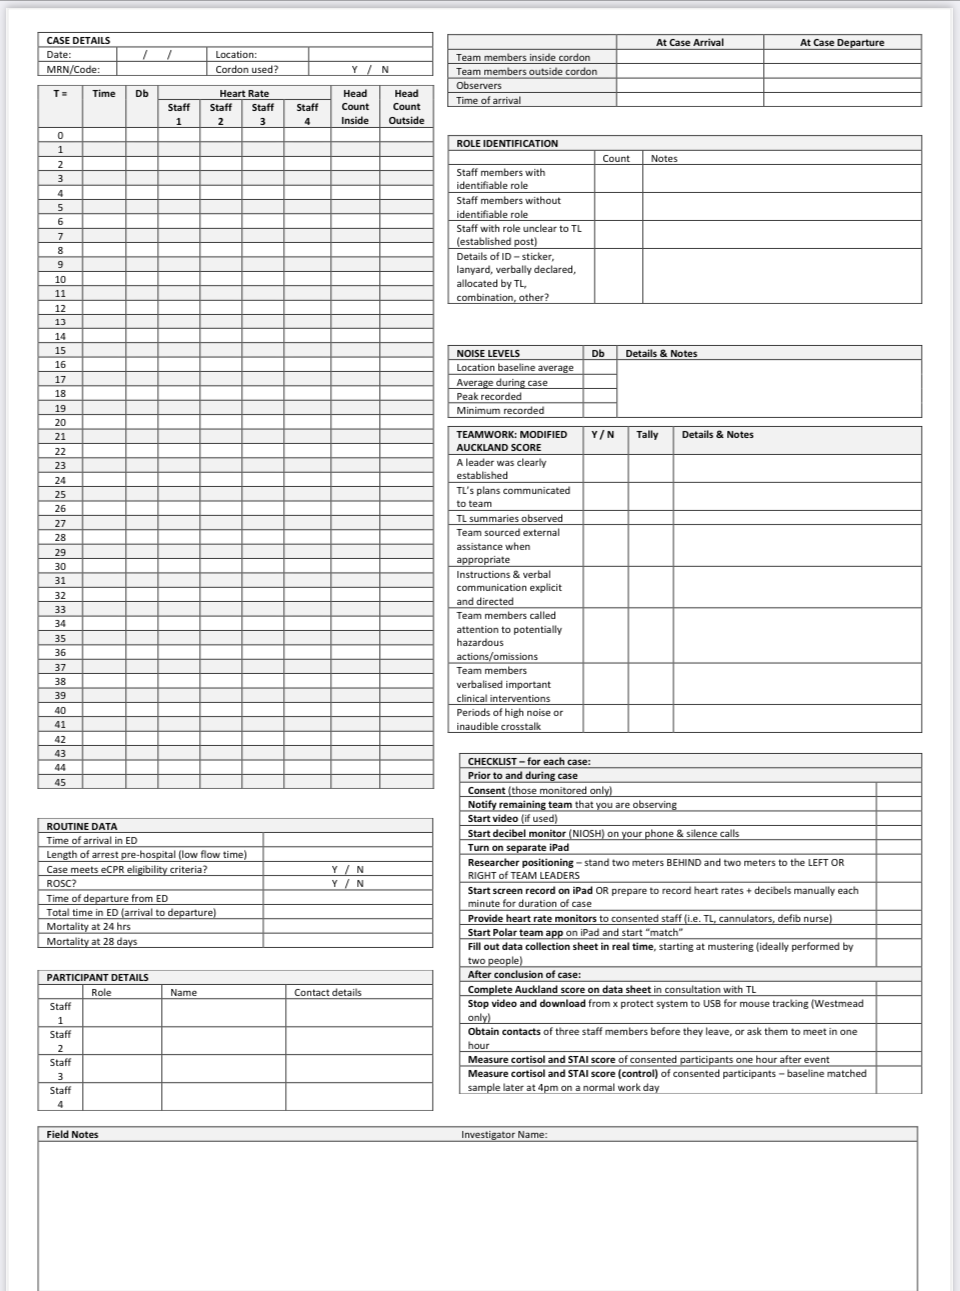 CASE DETAILS
Date: / / Location:
MRN/Code: Cordon used? Y / N
T = Time Db Heart Rate Head Head
Staff Staff Staff Staff Count Count
1 2 3 4 Inside Outside
0
1
2
3
4
5
6
7
8
9
10
11
12
13
14
15
16
17
18
19
20
21
22
23
24
25
26
27
28
29
30
31
32
33
34
35
36
37
38
39
40
41
42
43
44
45
ROUTINE DATA
Time of arrival in ED
Length of arrest pre-hospital (low flow time)
Case meets eCPR eligibility criteria? Y / N
ROSC? Y / N
Time of departure from ED
Total time in ED (arrival to departure)
Mortality at 24 hrs
Mortality at 28 days
PARTICIPANT DETAILS
Role Name Contact details
Staff
1
Staff
2
Staff
3
Staff
4
At Case Arrival At Case Departure
Team members inside cordon
Team members outside cordon
Observers
Time of arrival
ROLE IDENTIFICATION
Count Notes
Staff members with
identifiable role
Staff members without
identifiable role
Staff with role unclear to TL
(established post)
Details of ID – sticker,
lanyard, verbally declared,
allocated by TL,
combination, other?
NOISE LEVELS Db Details & Notes
Location baseline average
Average during case
Peak recorded
Minimum recorded
TEAMWORK: MODIFIED Y / N Tally Details & Notes
AUCKLAND SCORE
A leader was clearly
established
TL's plans communicated
to team
TL summaries observed
Team sourced external
assistance when
appropriate
Instructions & verbal
communication explicit
and directed
Team members called
attention to potentially
hazardous
actions/omissions
Team members
verbalised important
clinical interventions
Periods of high noise or
inaudible crosstalk
CHECKLIST – for each case:
Prior to and during case
Consent (those monitored only)
Notify remaining team that you are observing
Start video (if used)
Start decibel monitor (NIOSH) on your phone & silence calls
Turn on separate iPad
Researcher positioning – stand two meters BEHIND and two meters to the LEFT OR
RIGHT of TEAM LEADERS
Start screen record on iPad OR prepare to record heart rates + decibels manually each
minute for duration of case
Provide heart rate monitors to consented staff (i.e. TL, cannulators, defib nurse)
Start Polar team app on iPad and start "match"
Fill out data collection sheet in real time, starting at mustering (ideally performed by
two people)
After conclusion of case:
Complete Auckland score on data sheet in consultation with TL
Stop video and download from x protect system to USB for mouse tracking (Westmead
only)
Obtain contacts of three staff members before they leave, or ask them to meet in one
hour
Measure cortisol and STAI score of consented participants one hour after event
Measure cortisol and STAI score (control) of consented participants – baseline matched
sample later at 4pm on a normal work day
Field Notes Investigator Name: